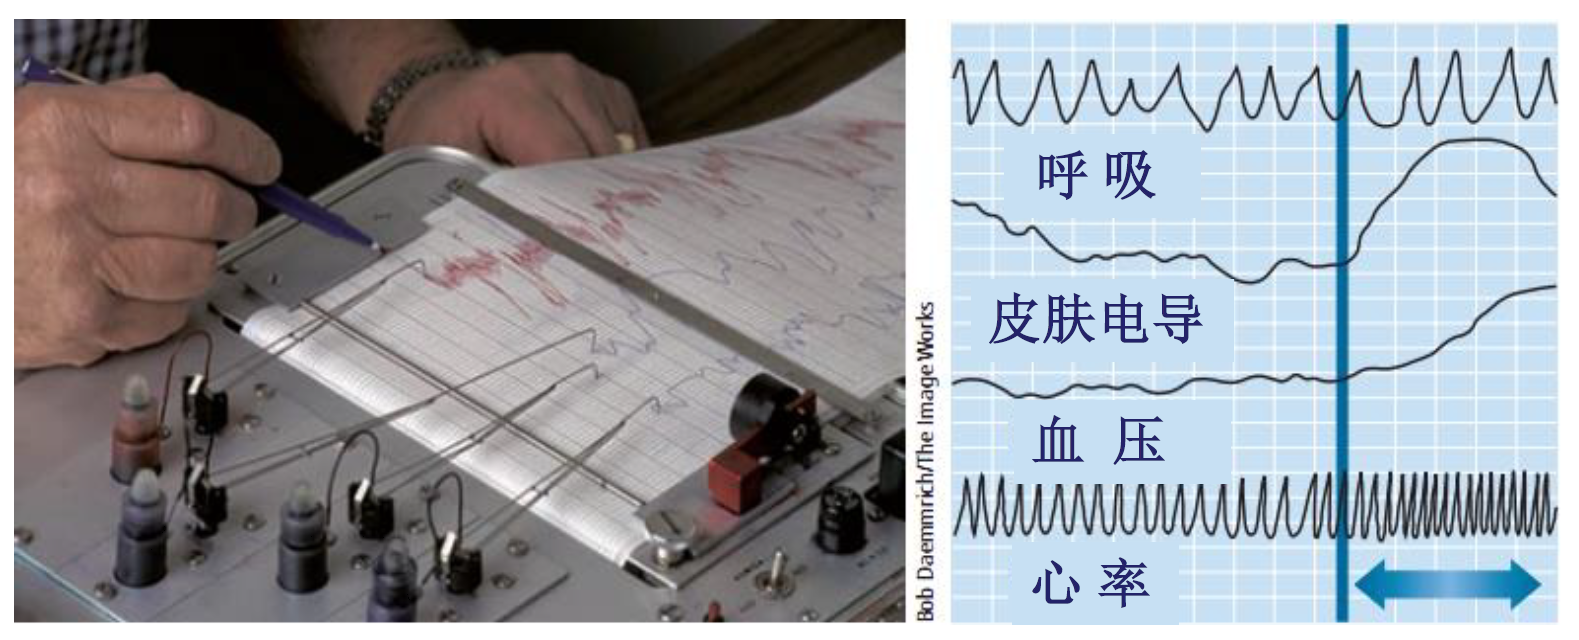 呼 吸
皮肤电导
血 压
心 率
Bob Daemmrich/The Image Works